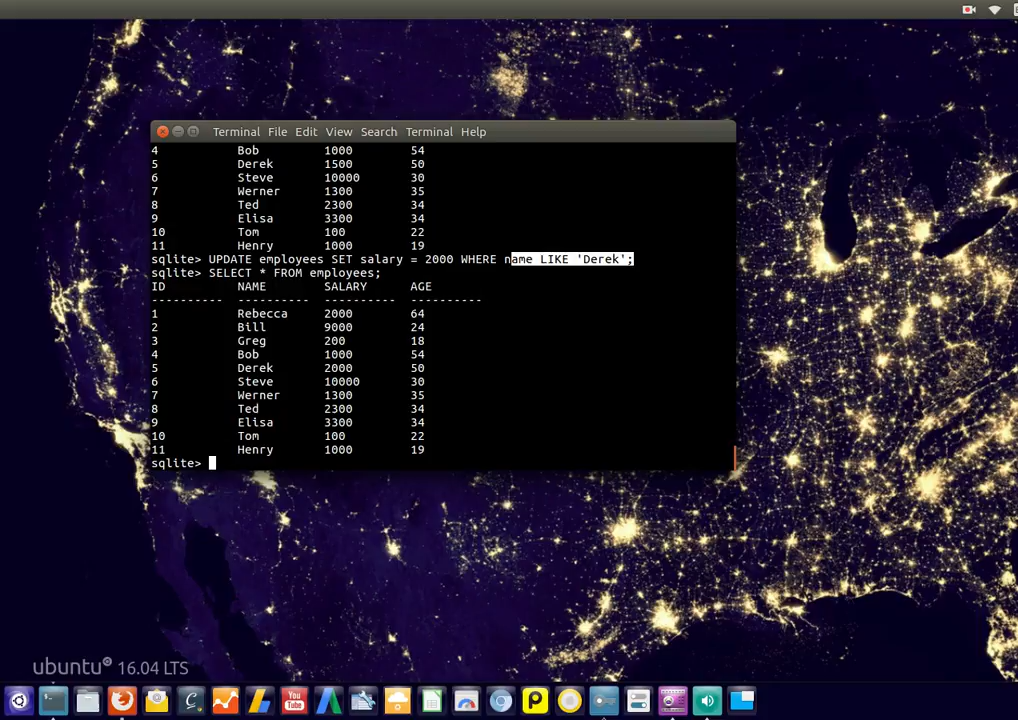 Terminal File Edit View Search Terminal Help
4 Bob 1000 54
5 Derek 1500 50
6 Steve 10000 30
7 Werner 1300 35
8 Ted 2300 34
9 Elisa 3300 34
10 Tom 100 22
11 Henry 1000 19
sqlite> UPDATE employees SET salary = 2000 WHERE name LIKE 'Derek';
sqlite> SELECT * FROM employees;
ID NAME SALARY AGE
---------- ---------- ---------- ----------
1 Rebecca 2000 64
2 Bill 9000 24
3 Greg 200 18
4 Bob 1000 54
5 Derek 2000 50
6 Steve 10000 30
7 Werner 1300 35
8 Ted 2300 34
9 Elisa 3300 34
10 Tom 100 22
11 Henry 1000 19
sqlite>
ubuntu 16.04 LTS
You Tube